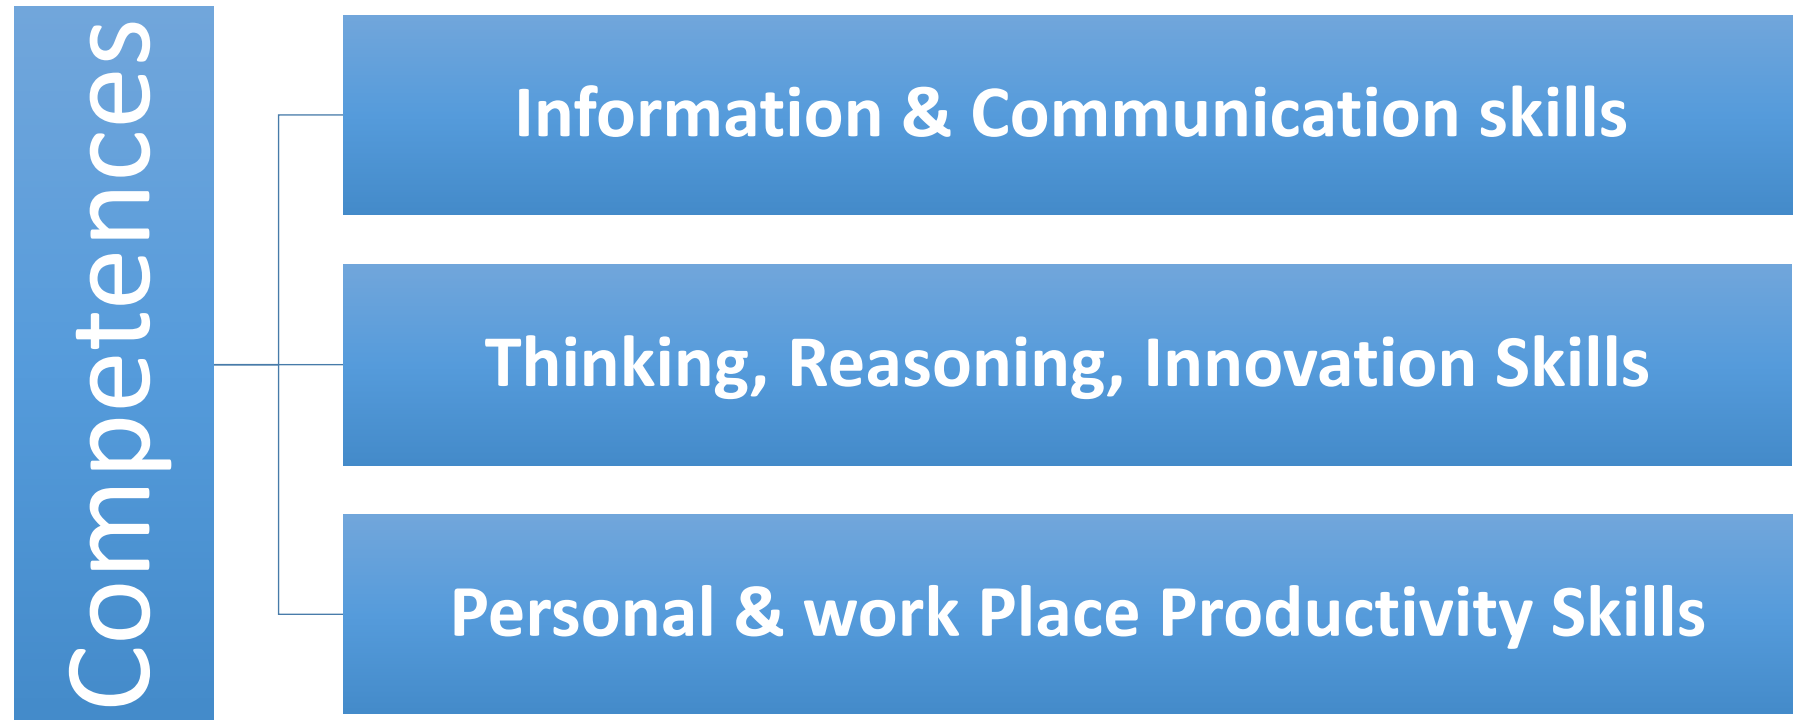 Competences
Information & Communication skills
Thinking, Reasoning, Innovation Skills
Personal & work Place Productivity Skills